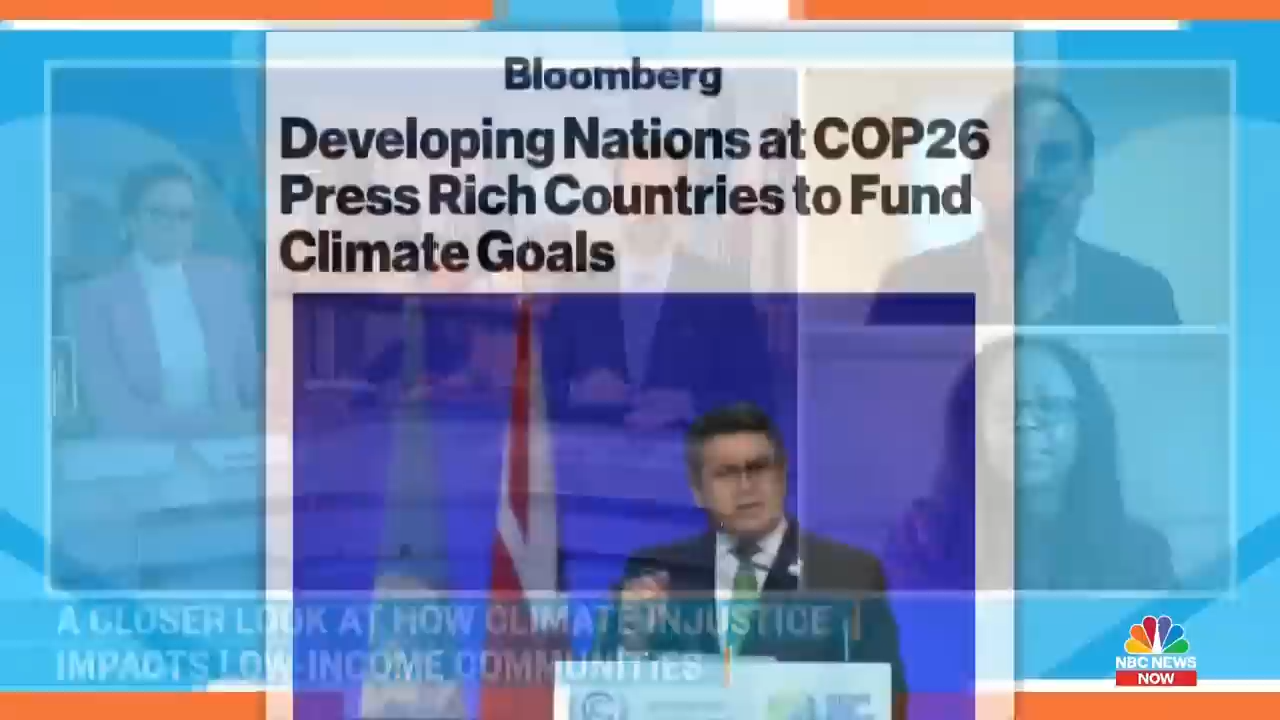 Bloomberg
Developing Nations at COP26
Press Rich Countries to Fund
Climate Goals
A CLOSER LOOK AT HOW CLIMATE INJUSTICE
IMPACTS LOW-INCOME COMMUNITIES
NBC NEWS
NOW